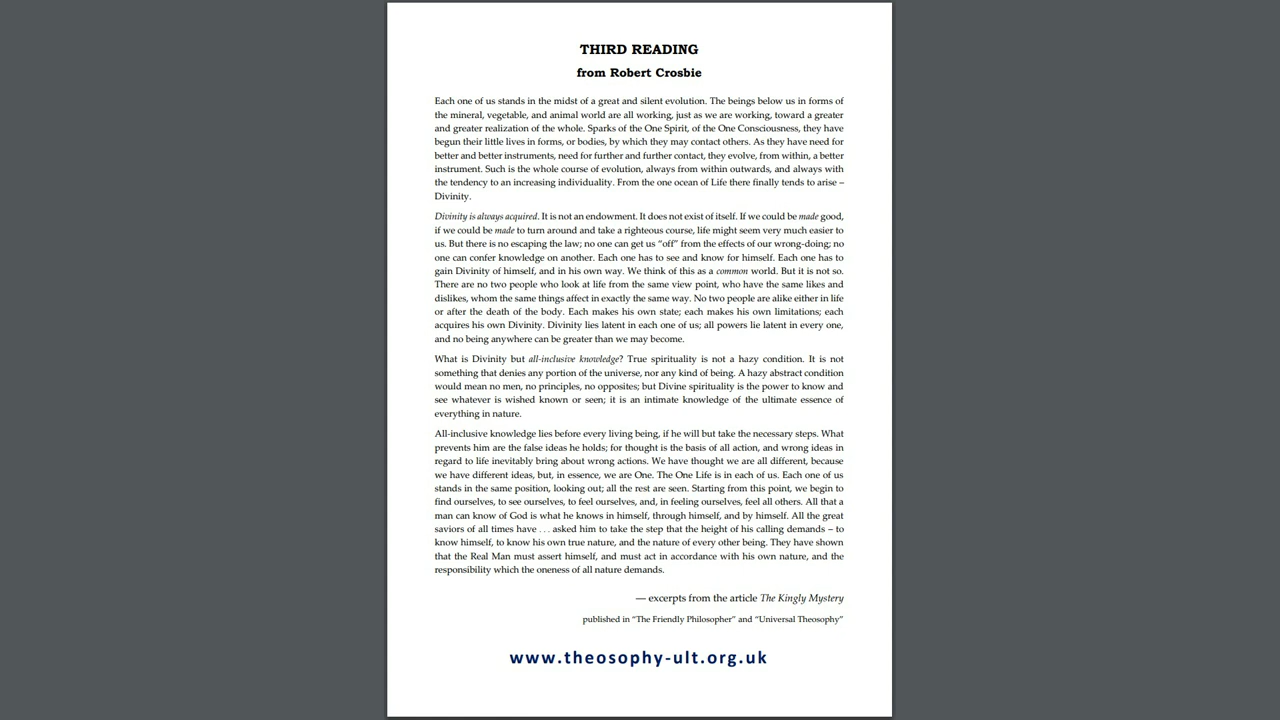 THIRD READING
from Robert Crosbie
Each one of us stands in the midst of a great and silent evolution. The beings below us in forms of
the mineral, vegetable, and animal world are all working, just as we are working, toward a greater
and greater realization of the whole. Sparks of the One Spirit, of the One Consciousness, they have
begun their little lives in forms, or bodies, by which they may contact others. As they have need for
better and better instruments, need for further and further contact, they evolve, from within, a better
instrument. Such is the whole course of evolution, always from within outwards, and always with
the tendency to an increasing individuality. From the one ocean of Life there finally tends to arise –
Divinity.
Divinity is always acquired. It is not an endowment. It does not exist of itself. If we could be made good,
if we could be made to turn around and take a righteous course, life might seem very much easier to
us. But there is no escaping the law; no one can get us “off” from the effects of our wrong-doing; no
one can confer knowledge on another. Each one has to see and know for himself. Each one has to
gain Divinity of himself, and in his own way. We think of this as a common world. But it is not so.
There are no two people who look at life from the same view point, who have the same likes and
dislikes, whom the same things affect in exactly the same way. No two people are alike either in life
or after the death of the body. Each makes his own state; each makes his own limitations; each
acquires his own Divinity. Divinity lies latent in each one of us; all powers lie latent in every one,
and no being anywhere can be greater than we may become.
What is Divinity but all-inclusive knowledge? True spirituality is not a hazy condition. It is not
something that denies any portion of the universe, nor any kind of being. A hazy abstract condition
would mean no men, no principles, no opposites; but Divine spirituality is the power to know and
see whatever is wished known or seen; it is an intimate knowledge of the ultimate essence of
everything in nature.
All-inclusive knowledge lies before every living being, if he will but take the necessary steps. What
prevents him are the false ideas he holds; for thought is the basis of all action, and wrong ideas in
regard to life inevitably bring about wrong actions. We have thought we are all different, because
we have different ideas, but, in essence, we are One. The One Life is in each of us. Each one of us
stands in the same position, looking out; all the rest are seen. Starting from this point, we begin to
find ourselves, to see ourselves, to feel ourselves, and, in feeling ourselves, feel all others. All that a
man can know of God is what he knows in himself, through himself, and by himself. All the great
saviors of all times have . . . asked him to take the step that the height of his calling demands – to
know himself, to know his own true nature, and the nature of every other being. They have shown
that the Real Man must assert himself, and must act in accordance with his own nature, and the
responsibility which the oneness of all nature demands.
— excerpts from the article The Kingly Mystery
published in “The Friendly Philosopher” and “Universal Theosophy”
www.theosophy-ult.org.uk